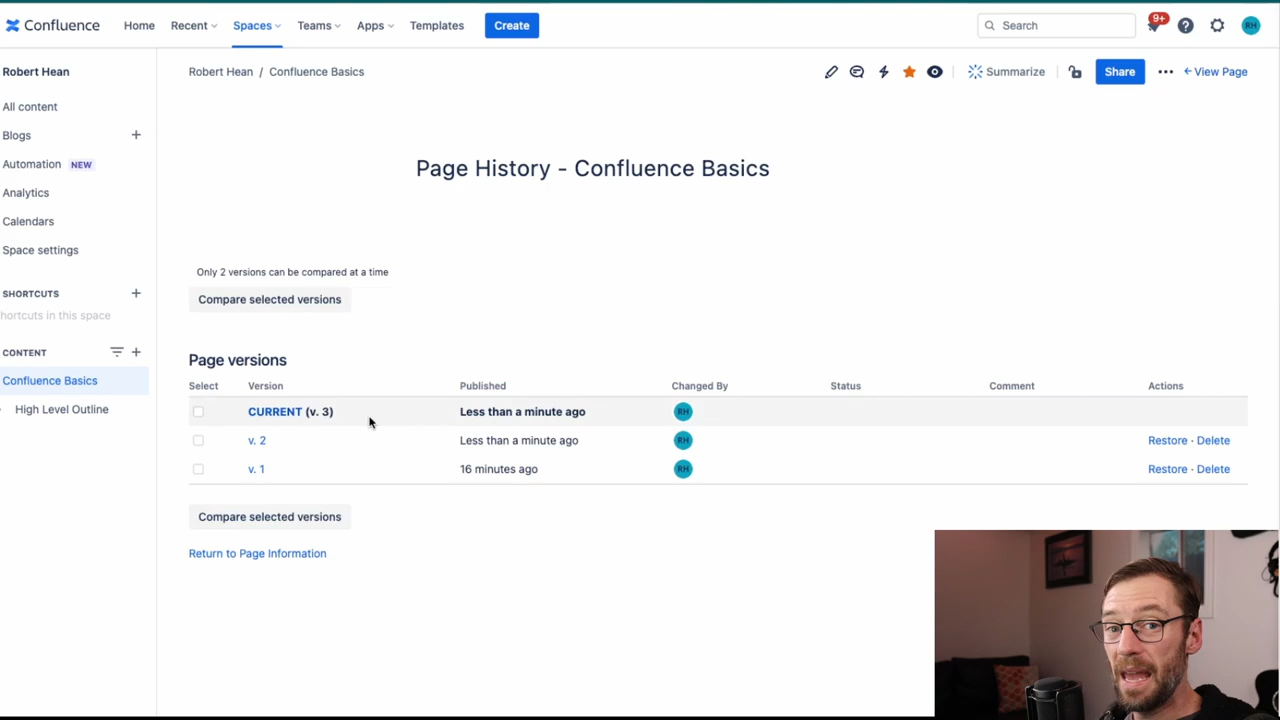 Confluence Home Recent Spaces Teams Apps Templates Create Search 9+ RH
Robert Hean
Robert Hean / Confluence Basics
Summarize Share View Page
All content
Blogs
Automation NEW
Analytics
Calendars
Space settings
SHORTCUTS
hortcuts in this space
CONTENT
Confluence Basics
High Level Outline
Page History - Confluence Basics
Only 2 versions can be compared at a time
Compare selected versions
Page versions
Select Version Published Changed By Status Comment Actions
CURRENT (v. 3) Less than a minute ago RH
v. 2 Less than a minute ago RH Restore · Delete
v. 1 16 minutes ago RH Restore · Delete
Compare selected versions
Return to Page Information